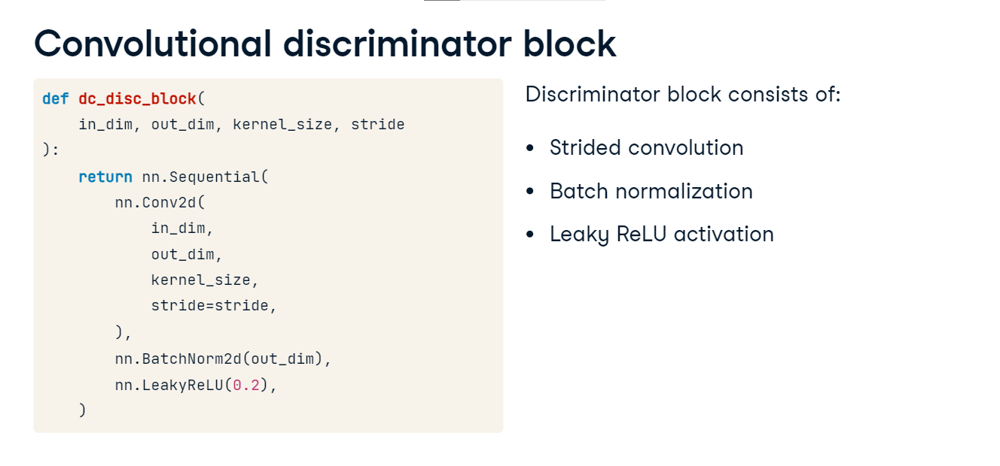 Convolutional discriminator block
def dc_disc_block(
    in_dim, out_dim, kernel_size, stride
):
    return nn.Sequential(
        nn.Conv2d(
            in_dim,
            out_dim,
            kernel_size,
            stride=stride,
        ),
        nn.BatchNorm2d(out_dim),
        nn.LeakyReLU(0.2),
    )
Discriminator block consists of:
• Strided convolution
• Batch normalization
• Leaky ReLU activation